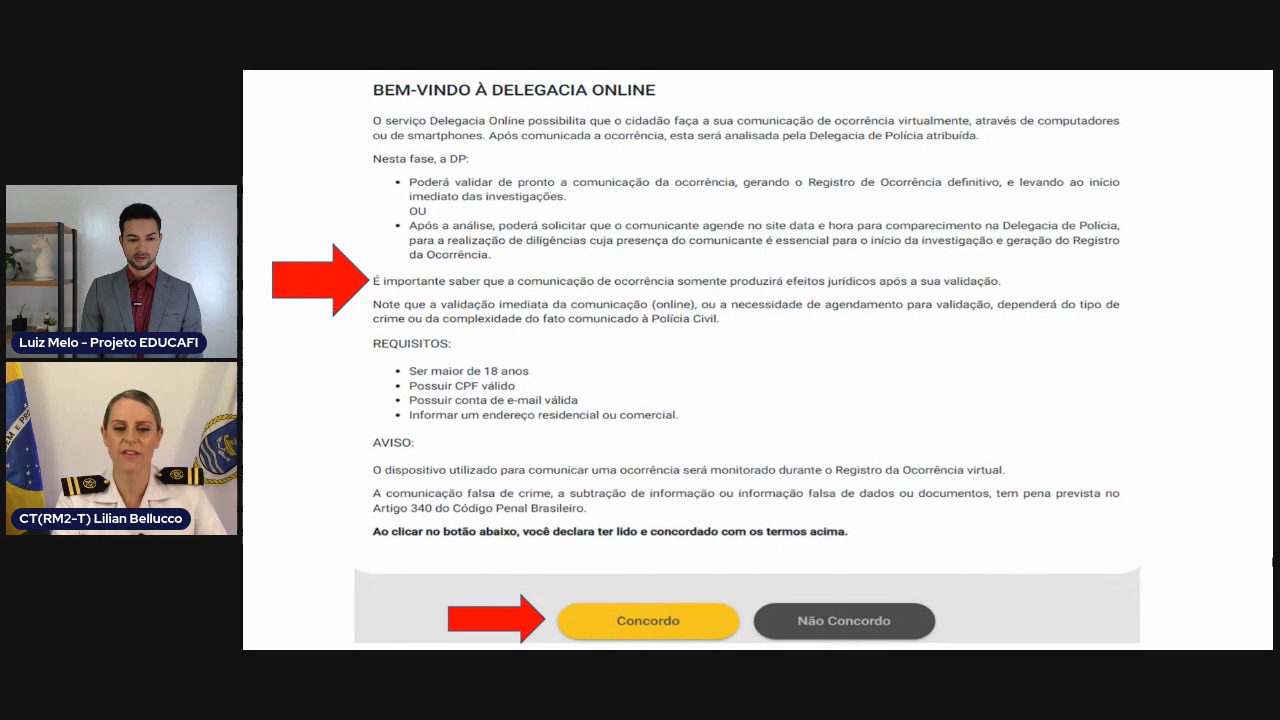 BEM-VINDO À DELEGACIA ONLINE
O serviço Delegacia Online possibilita que o cidadão faça a sua comunicação de ocorrência virtualmente, através de computadores
ou de smartphones. Após comunicada a ocorrência, esta será analisada pela Delegacia de Polícia atribuída.
Nesta fase, a DP:
• Poderá validar de pronto a comunicação da ocorrência, gerando o Registro de Ocorrência definitivo, e levando ao início
imediato das investigações.
OU
• Após a análise, poderá solicitar que o comunicante agende no site data e hora para comparecimento na Delegacia de Polícia,
para a realização de diligências cuja presença do comunicante é essencial para o início da investigação e geração do Registro
da Ocorrência.
É importante saber que a comunicação de ocorrência somente produzirá efeitos jurídicos após a sua validação.
Note que a validação imediata da comunicação (online), ou a necessidade de agendamento para validação, dependerá do tipo de
crime ou da complexidade do fato comunicado à Polícia Civil.
REQUISITOS:
• Ser maior de 18 anos
• Possuir CPF válido
• Possuir conta de e-mail válida
• Informar um endereço residencial ou comercial.
AVISO:
O dispositivo utilizado para comunicar uma ocorrência será monitorado durante o Registro da Ocorrência virtual.
A comunicação falsa de crime, a subtração de informação ou informação falsa de dados ou documentos, tem pena prevista no
Artigo 340 do Código Penal Brasileiro.
Ao clicar no botão abaixo, você declara ter lido e concordado com os termos acima.
Concordo
Não Concordo
Luiz Melo - Projeto EDUCAFI
CT(RM2-T) Lilian Bellucco